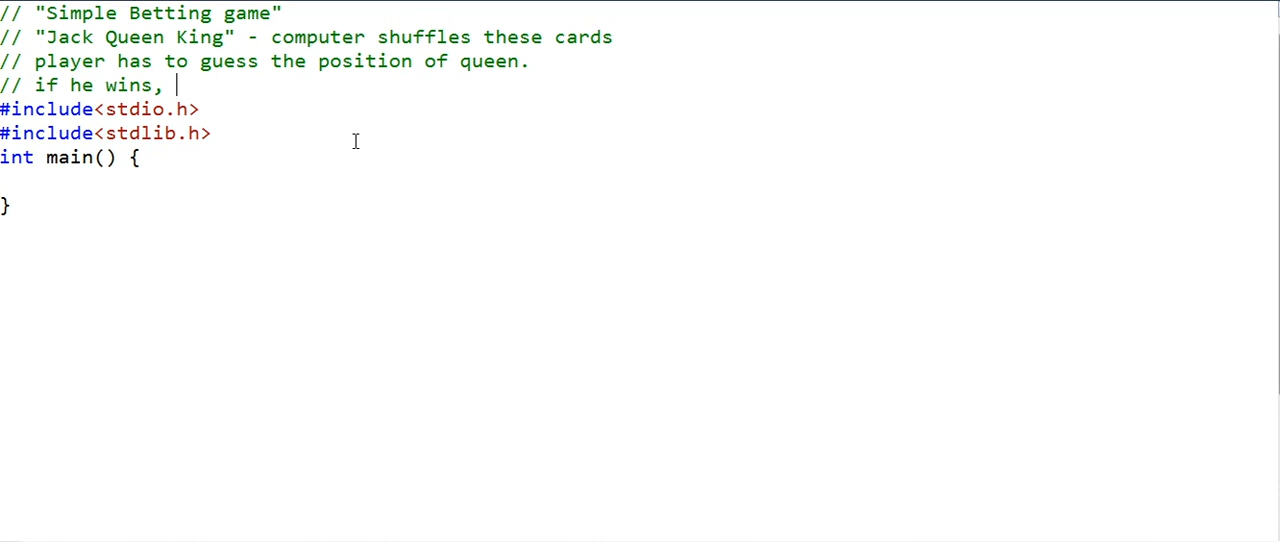 // "Simple Betting game"
// "Jack Queen King" - computer shuffles these cards
// player has to guess the position of queen.
// if he wins,
#include<stdio.h>
#include<stdlib.h>
int main() {
}